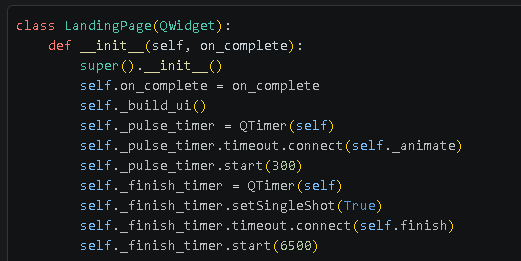 class LandingPage(QWidget):
    def __init__(self, on_complete):
        super().__init__()
        self.on_complete = on_complete
        self._build_ui()
        self._pulse_timer = QTimer(self)
        self._pulse_timer.timeout.connect(self._animate)
        self._pulse_timer.start(300)
        self._finish_timer = QTimer(self)
        self._finish_timer.setSingleShot(True)
        self._finish_timer.timeout.connect(self.finish)
        self._finish_timer.start(6500)